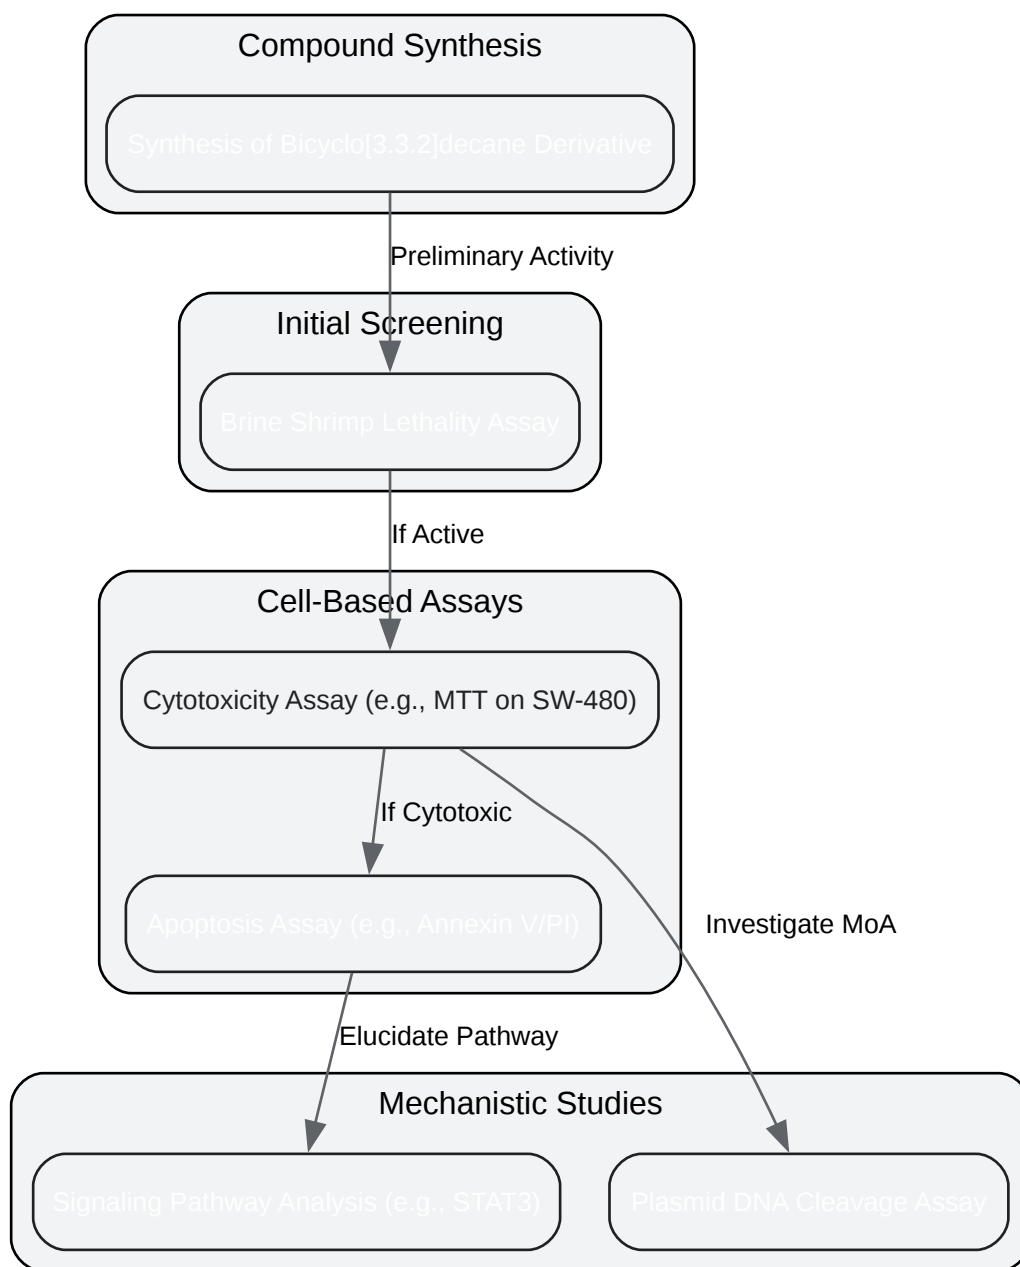 Compound Synthesis
Synthesis of Bicyclo[3.3.2]decane Derivative
Preliminary Activity
Initial Screening
Brine Shrimp Lethality Assay
If Active
Cell-Based Assays
Cytotoxicity Assay (e.g., MTT on SW-480)
If Cytotoxic
Apoptosis Assay (e.g., Annexin V/PI)
Investigate MoA
Elucidate Pathway
Mechanistic Studies
Signaling Pathway Analysis (e.g., STAT3)
Plasmid DNA Cleavage Assay